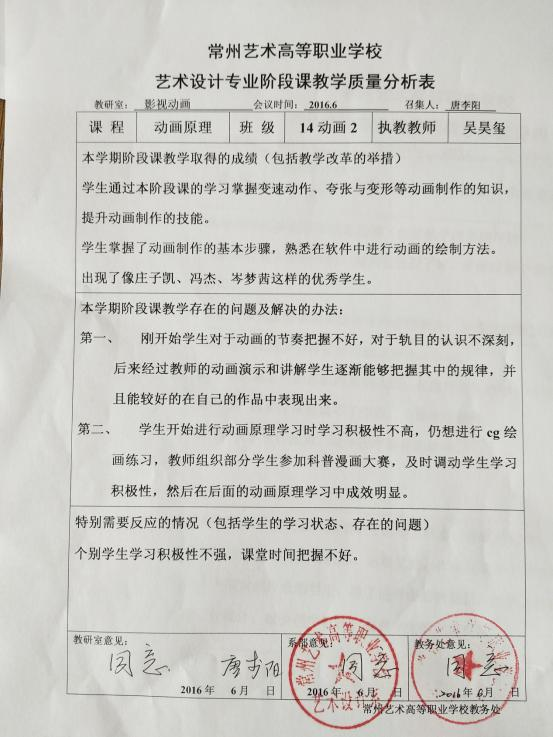 常州艺术高等职业学校
艺术设计专业阶段课教学质量分析表
教研室： 影视动画 会议时间： 2016.6 召集人：唐李阳
课 程 动画原理 班 级 14 动画 2 执教教师 吴昊玺
本学期阶段课教学取得的成绩（包括教学改革的举措）
学生通过本阶段课的学习掌握变速动作、夸张与变形等动画制作的知识，
提升动画制作的技能。
学生掌握了动画制作的基本步骤，熟悉在软件中进行动画的绘制方法。
出现了像庄子凯、冯杰、岑梦茜这样的优秀学生。
本学期阶段课教学存在的问题及解决的办法：
第一、 刚开始学生对于动画的节奏把握不好，对于轨目的认识不深刻，
后来经过教师的动画演示和讲解学生逐渐能够把握其中的规律，并
且能较好的在自己的作品中表现出来。
第二、 学生开始进行动画原理学习时学习积极性不高，仍想进行 cg 绘
画练习，教师组织部分学生参加科普漫画大赛，及时调动学生学习
积极性，然后在后面的动画原理学习中成效明显。
特别需要反应的情况（包括学生的学习状态、存在的问题）
个别学生学习积极性不强，课堂时间把握不好。
教研室意见： 系部意见： 教务处意见：
同意 唐李阳 同意 同意
2016 年 6 月 日 2016 年 6 月 日 2016 年 6 月 日
常州艺术高等职业学校
艺术设计系
常州艺术高等职业学校教务处